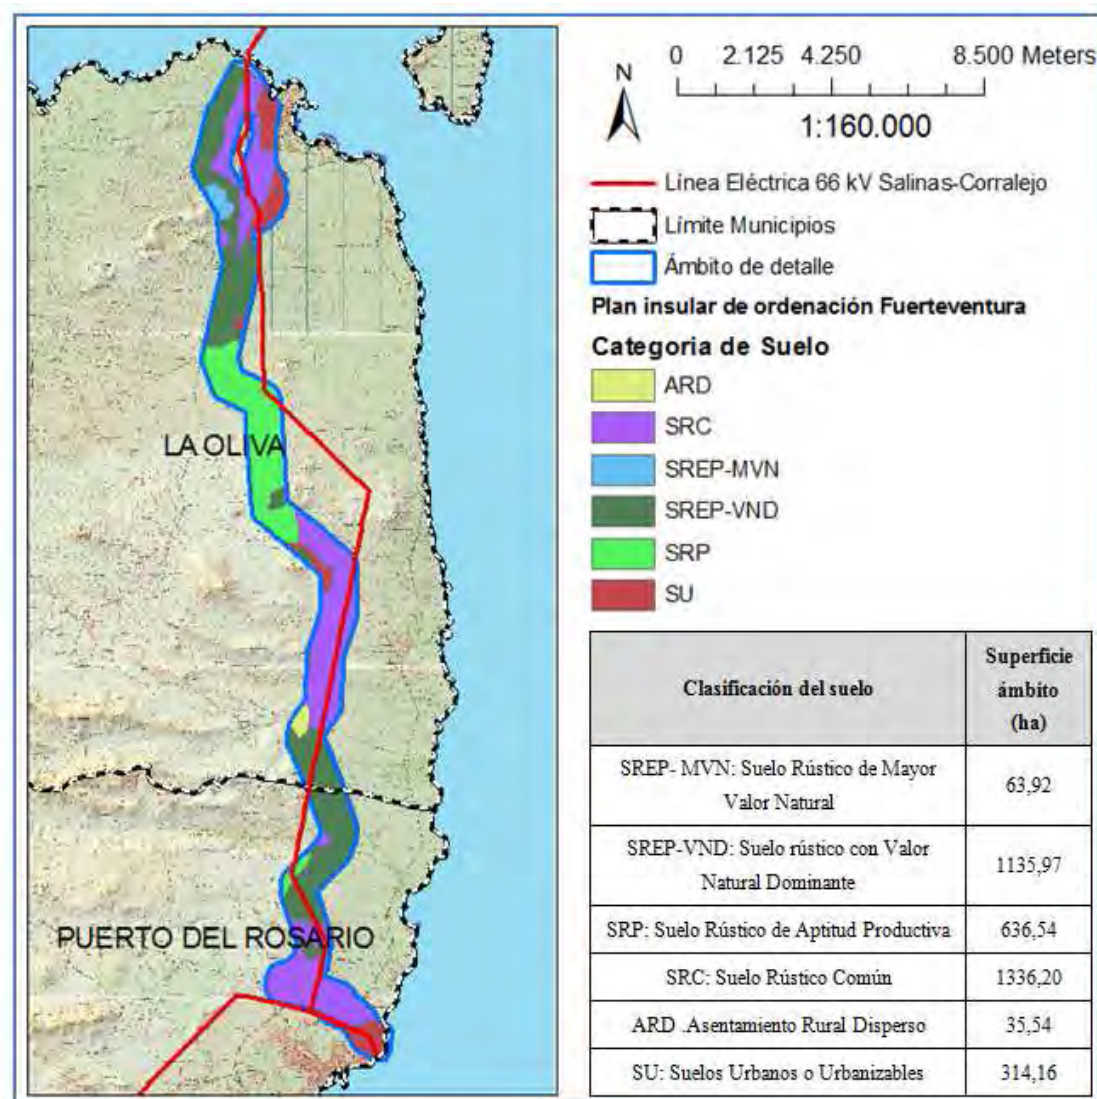 LA OLIVA
PUERTO DEL ROSARIO
N
0 2.125 4.250 8.500 Meters
1:160.000
Línea Eléctrica 66 kV Salinas-Corralejo
Límite Municipios
Ámbito de detalle
Plan insular de ordenación Fuerteventura
Categoria de Suelo
ARD
SRC
SREP-MVN
SREP-VND
SRP
SU
Clasificación del suelo
Superficie
ámbito
(ha)
SREP- MVN: Suelo Rústico de Mayor
Valor Natural
63,92
SREP-VND: Suelo rústico con Valor
Natural Dominante
1135,97
SRP: Suelo Rústico de Aptitud Productiva
636,54
SRC: Suelo Rústico Común
1336,20
ARD .Asentamiento Rural Disperso
35,54
SU: Suelos Urbanos o Urbanizables
314,16